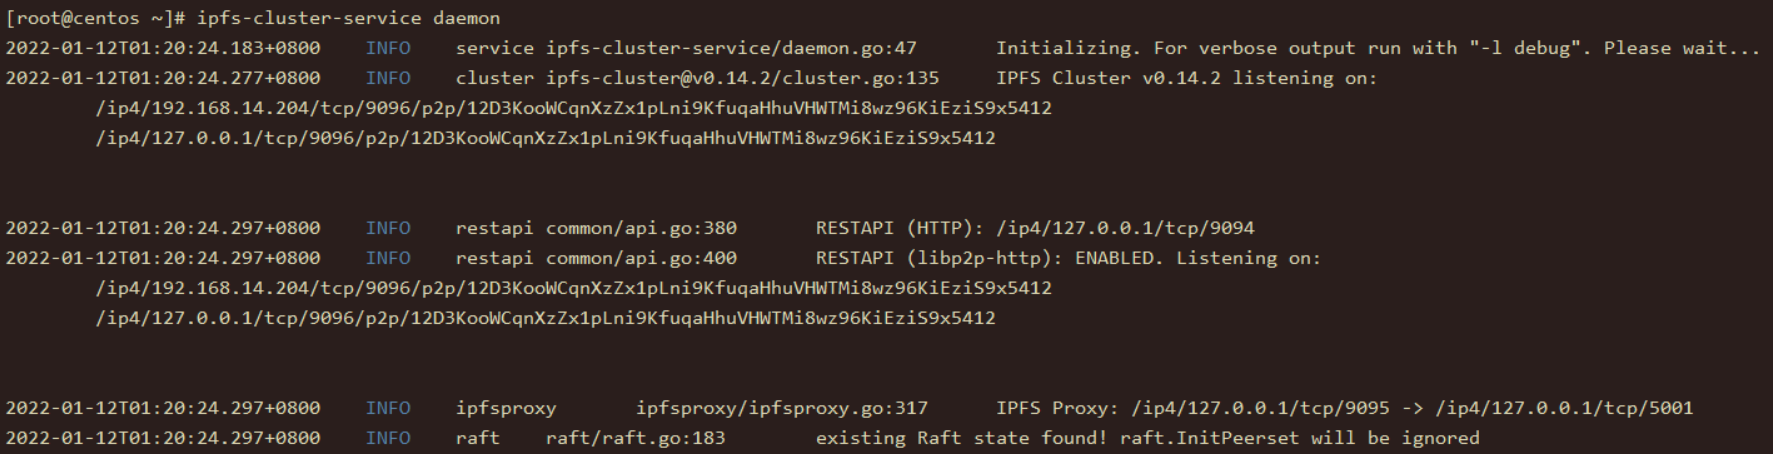 [root@centos ~]# ipfs-cluster-service daemon
2022-01-12T01:20:24.183+0800    INFO    service ipfs-cluster-service/daemon.go:47       Initializing. For verbose output run with "-l debug". Please wait...
2022-01-12T01:20:24.277+0800    INFO    cluster ipfs-cluster@v0.14.2/cluster.go:135     IPFS Cluster v0.14.2 listening on:
        /ip4/192.168.14.204/tcp/9096/p2p/12D3KooWCqnXzZx1pLni9KfuqaHhuVHWTMi8wz96KiEziS9x5412
        /ip4/127.0.0.1/tcp/9096/p2p/12D3KooWCqnXzZx1pLni9KfuqaHhuVHWTMi8wz96KiEziS9x5412
2022-01-12T01:20:24.297+0800    INFO    restapi common/api.go:380       RESTAPI (HTTP): /ip4/127.0.0.1/tcp/9094
2022-01-12T01:20:24.297+0800    INFO    restapi common/api.go:400       RESTAPI (libp2p-http): ENABLED. Listening on:
        /ip4/192.168.14.204/tcp/9096/p2p/12D3KooWCqnXzZx1pLni9KfuqaHhuVHWTMi8wz96KiEziS9x5412
        /ip4/127.0.0.1/tcp/9096/p2p/12D3KooWCqnXzZx1pLni9KfuqaHhuVHWTMi8wz96KiEziS9x5412
2022-01-12T01:20:24.297+0800    INFO    ipfsproxy       ipfsproxy/ipfsproxy.go:317      IPFS Proxy: /ip4/127.0.0.1/tcp/9095 -> /ip4/127.0.0.1/tcp/5001
2022-01-12T01:20:24.297+0800    INFO    raft    raft/raft.go:183        existing Raft state found! raft.InitPeerset will be ignored